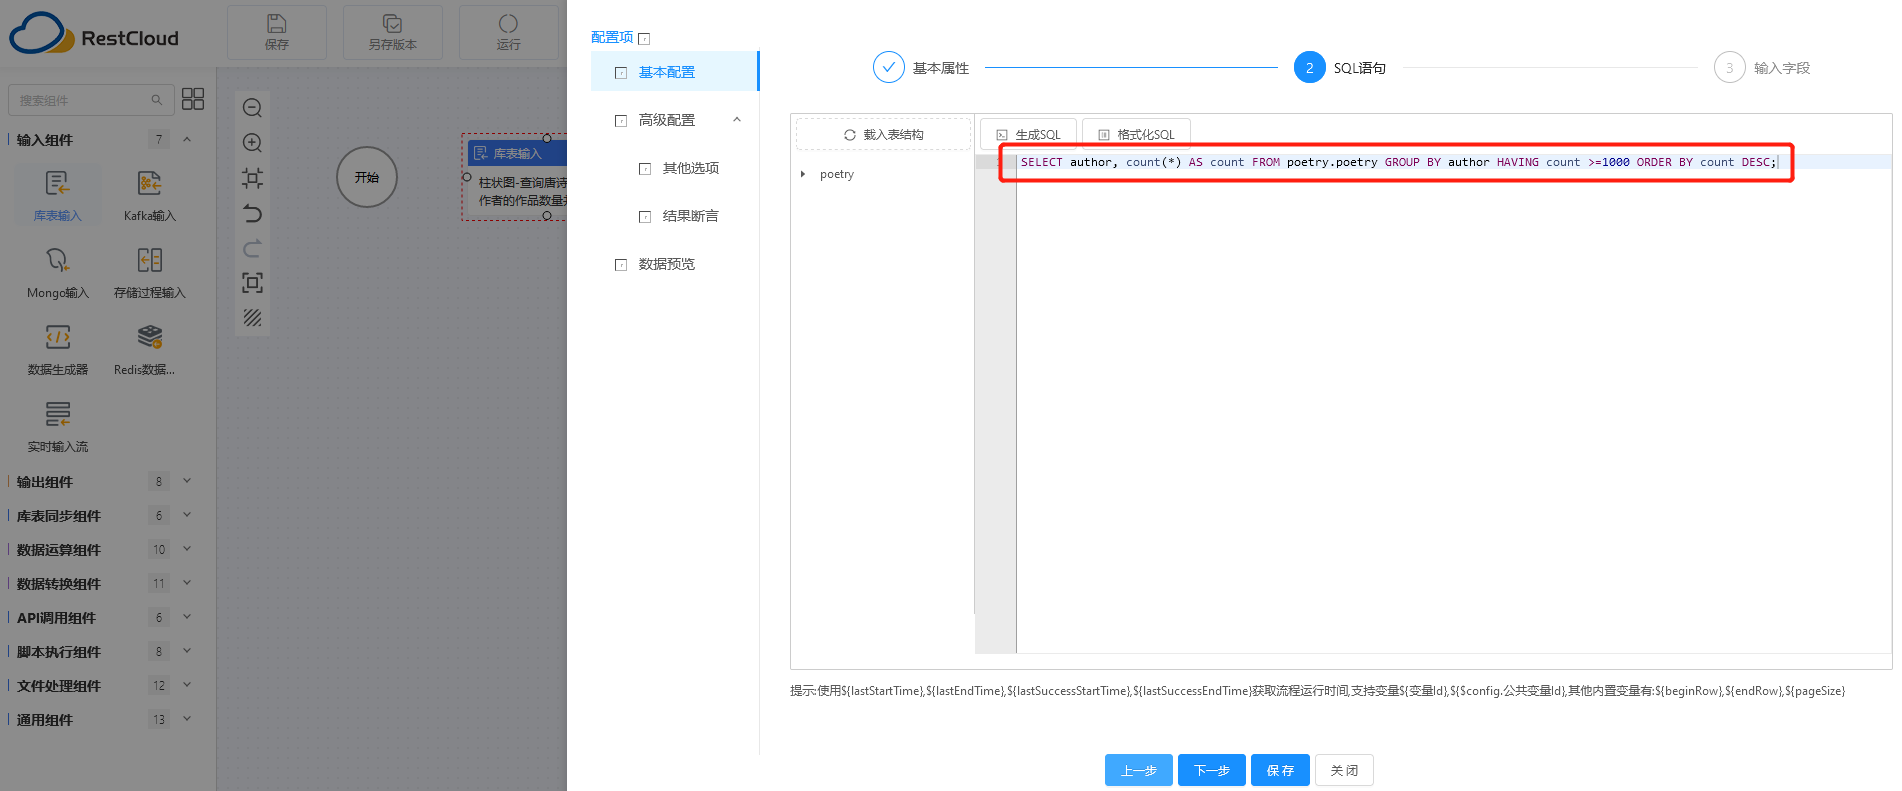 RestCloud
保存
另存版本
运行
搜索组件
输入组件 7
库表输入
Kafka输入
Mongo输入
存储过程输入
数据生成器
Redis数据...
实时输入流
输出组件 8
库表同步组件 6
数据运算组件 10
数据转换组件 11
API调用组件 6
脚本执行组件 8
文件处理组件 12
通用组件 13
开始
库表输入
柱状图-查询唐诗
作者的作品数量
配置项
基本配置
高级配置
其他选项
结果断言
数据预览
基本属性
2 SQL语句
3 输入字段
载入表结构
poetry
生成SQL
格式化SQL
SELECT author, count(*) AS count FROM poetry.poetry GROUP BY author HAVING count >=1000 ORDER BY count DESC;
提示:使用${lastStartTime},${lastEndTime},${lastSuccessStartTime},${lastSuccessEndTime}获取流程运行时间,支持变量${变量Id},${$config.公共变量Id},其他内置变量有:${beginRow},${endRow},${pageSize}
上一步
下一步
保存
关闭